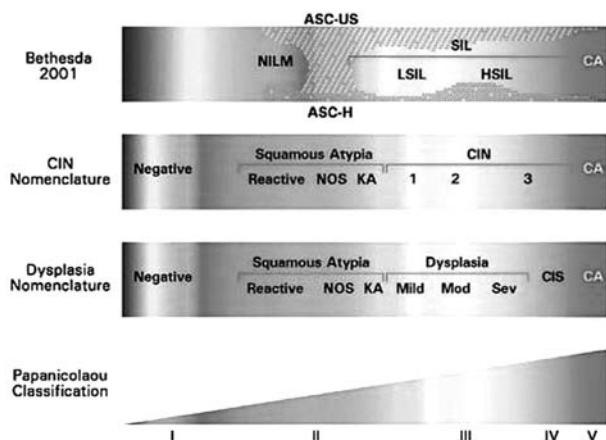 ASC-US
Bethesda
2001
NILM
SIL
LSIL
HSIL
CA
ASC-H
CIN
Nomenclature
Negative
Squamous Atypia
Reactive NOS KA
CIN
1 2 3
CA
Dysplasia
Nomenclature
Negative
Squamous Atypia
Reactive NOS KA
Dysplasia
Mild Mod Sev
CIS
CA
Papanicolaou
Classification
I II III IV V